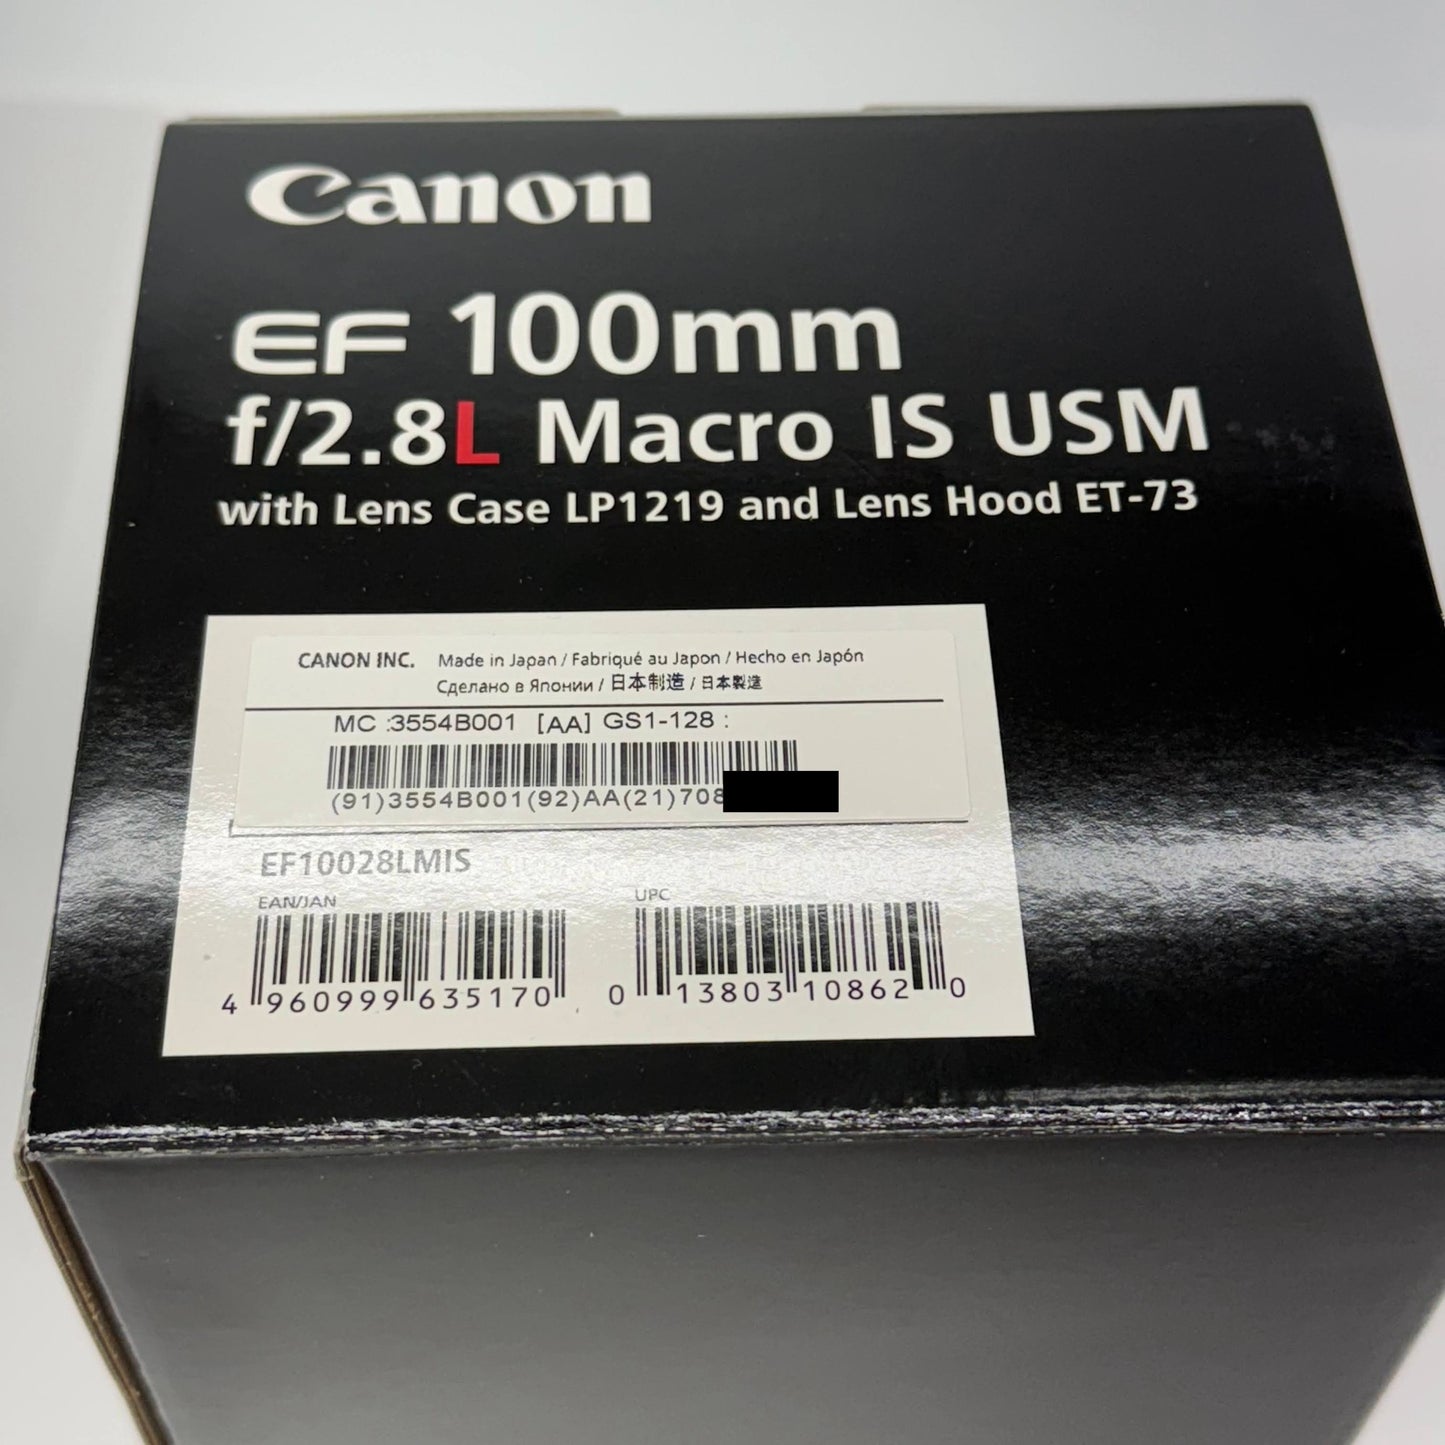 Canon
EF 100mm
f/2.8L Macro IS USM
with Lens Case LP1219 and Lens Hood ET-73
CANON INC. Made in Japan / Fabriqué au Japon / Hecho en Japón
Сделано в Японии / 日本制造 / 日本製造
MC :3554B001 [AA] GS1-128 :
(91)3554B001(92)AA(21)708
EF10028LMIS
EAN/JAN UPC
4 960999 635170 0 13803 10862 0